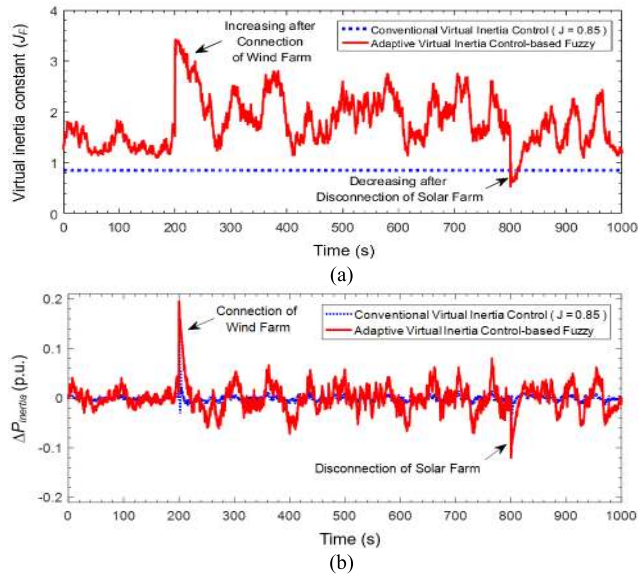 (a)
Virtual inertia constant (J_F)
4
3
2
1
0
Increasing after
Connection
of Wind Farm
Conventional Virtual Inertia Control ( J = 0.85 )
Adaptive Virtual Inertia Control-based Fuzzy
Decreasing after
Disconnection of Solar Farm
0 100 200 300 400 500 600 700 800 900 1000
Time (s)
(a)
ΔP_inertia (p.u.)
0.2
0.1
0
-0.1
-0.2
Connection of
Wind Farm
Conventional Virtual Inertia Control ( J = 0.85 )
Adaptive Virtual Inertia Control-based Fuzzy
Disconnection of Solar Farm
0 100 200 300 400 500 600 700 800 900 1000
Time (s)
(b)